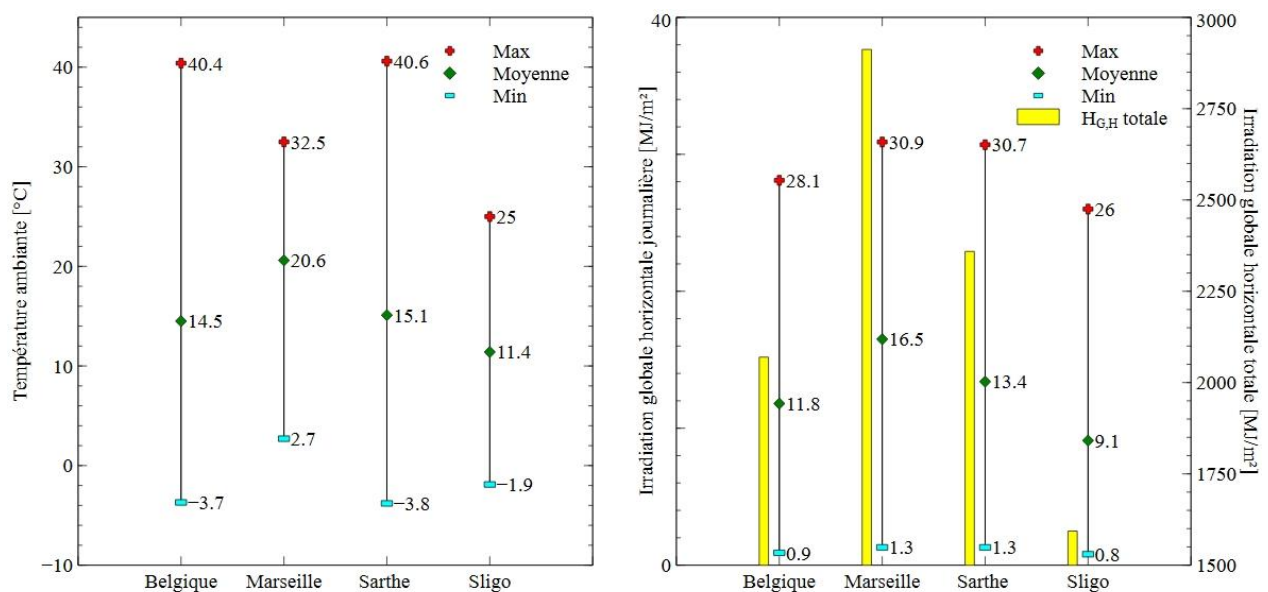 Température ambiante [°C]
40
30
20
10
0
−10
Max
Moyenne
Min
40.4
14.5
−3.7
32.5
20.6
2.7
40.6
15.1
−3.8
25
11.4
−1.9
Belgique
Marseille
Sarthe
Sligo
Irradiation globale horizontale journalière [MJ/m²]
40
0
Max
Moyenne
Min
H_G,H totale
28.1
11.8
0.9
30.9
16.5
1.3
30.7
13.4
1.3
26
9.1
0.8
Belgique
Marseille
Sarthe
Sligo
3000
2750
2500
2250
2000
1750
1500
Irradiation globale horizontale totale [MJ/m²]